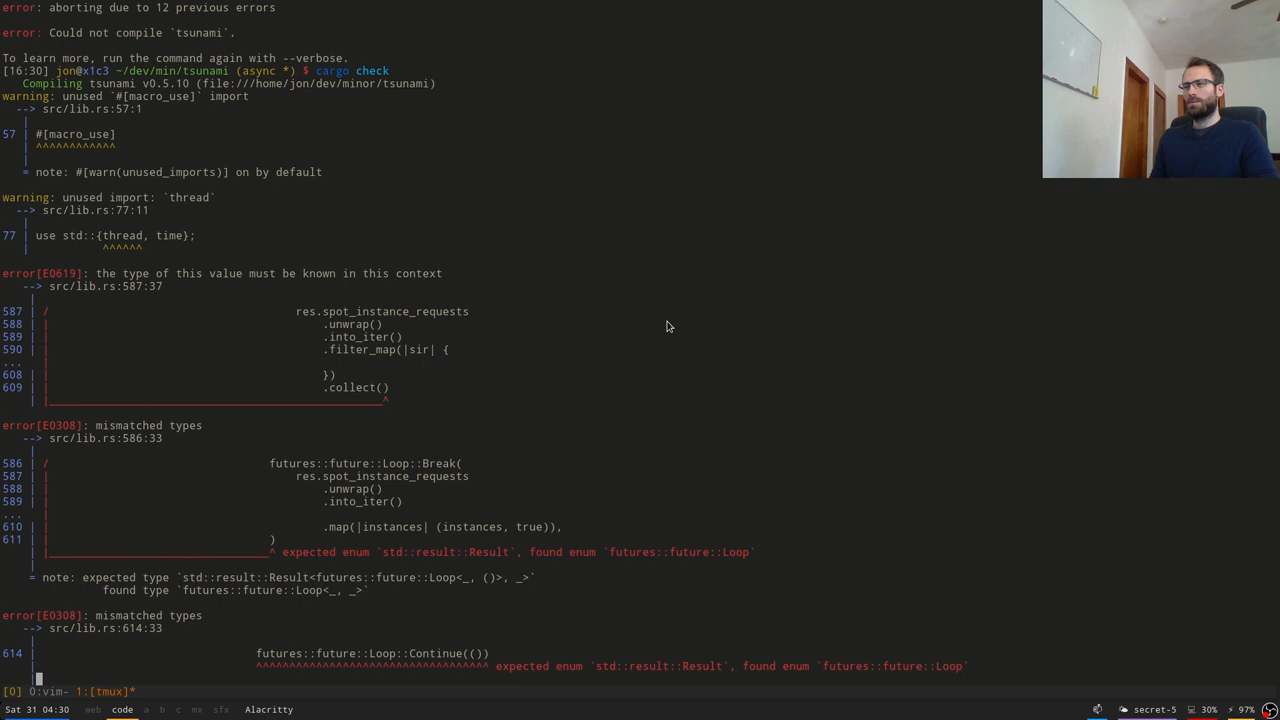 error: aborting due to 12 previous errors
error: Could not compile `tsunami`.
To learn more, run the command again with --verbose.
[16:30] jon@x1c3 ~/dev/min/tsunami (async *) $ cargo check
Compiling tsunami v0.5.10 (file:///home/jon/dev/minor/tsunami)
warning: unused `#[macro_use]` import
--> src/lib.rs:57:1
|
57 | #[macro_use]
| ^^^^^^^^^^^^
|
= note: #[warn(unused_imports)] on by default
warning: unused import: `thread`
--> src/lib.rs:77:11
|
77 | use std::{thread, time};
| ^^^^^^
error[E0619]: the type of this value must be known in this context
--> src/lib.rs:587:37
|
587 | / res.spot_instance_requests
588 | | .unwrap()
589 | | .into_iter()
590 | | .filter_map(|sir| {
... |
608 | | })
609 | | .collect()
| |___________________________________________________^
error[E0308]: mismatched types
--> src/lib.rs:586:33
|
586 | / futures::future::Loop::Break(
587 | | res.spot_instance_requests
588 | | .unwrap()
589 | | .into_iter()
... |
610 | | .map(|instances| (instances, true)),
611 | | )
| |_________________________________^ expected enum `std::result::Result`, found enum `futures::future::Loop`
|
= note: expected type `std::result::Result<futures::future::Loop<_, ()>, _>`
found type `futures::future::Loop<_, _>`
error[E0308]: mismatched types
--> src/lib.rs:614:33
|
614 | futures::future::Loop::Continue(())
| ^^^^^^^^^^^^^^^^^^^^^^^^^^^^^^^^^^^ expected enum `std::result::Result`, found enum `futures::future::Loop`
|
[0] 0:vim- 1:[tmux]*
Sat 31 04:30 web code a b c mx sfx Alacritty secret-5 30% 97%